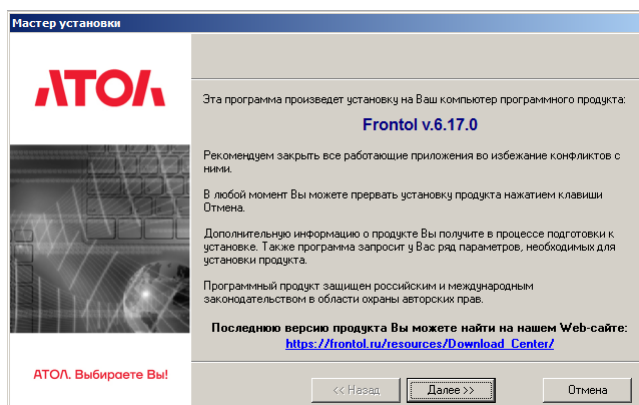 Мастер установки
АТОЛ
Эта программа произведет установку на Ваш компьютер программного продукта:
Frontol v.6.17.0
Рекомендуем закрыть все работающие приложения во избежание конфликтов с
ними.
В любой момент Вы можете прервать установку продукта нажатием клавиши
Отмена.
Дополнительную информацию о продукте Вы получите в процессе подготовки к
установке. Также программа запросит у Вас ряд параметров, необходимых для
установки продукта.
Программный продукт защищен российским и международным
законодательством в области охраны авторских прав.
Последнюю версию продукта Вы можете найти на нашем Web-сайте:
https://frontol.ru/resources/Download_Center/
АТОЛ. Выбираете Вы!
<< Назад
Далее >>
Отмена